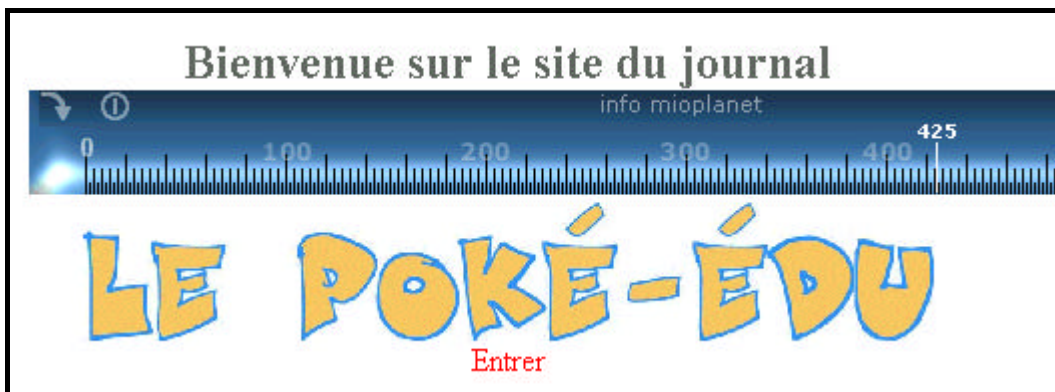 Bienvenue sur le site du journal
info mioplanet
425
0 100 200 300 400
LE POKÉ-ÉDU
Entrer